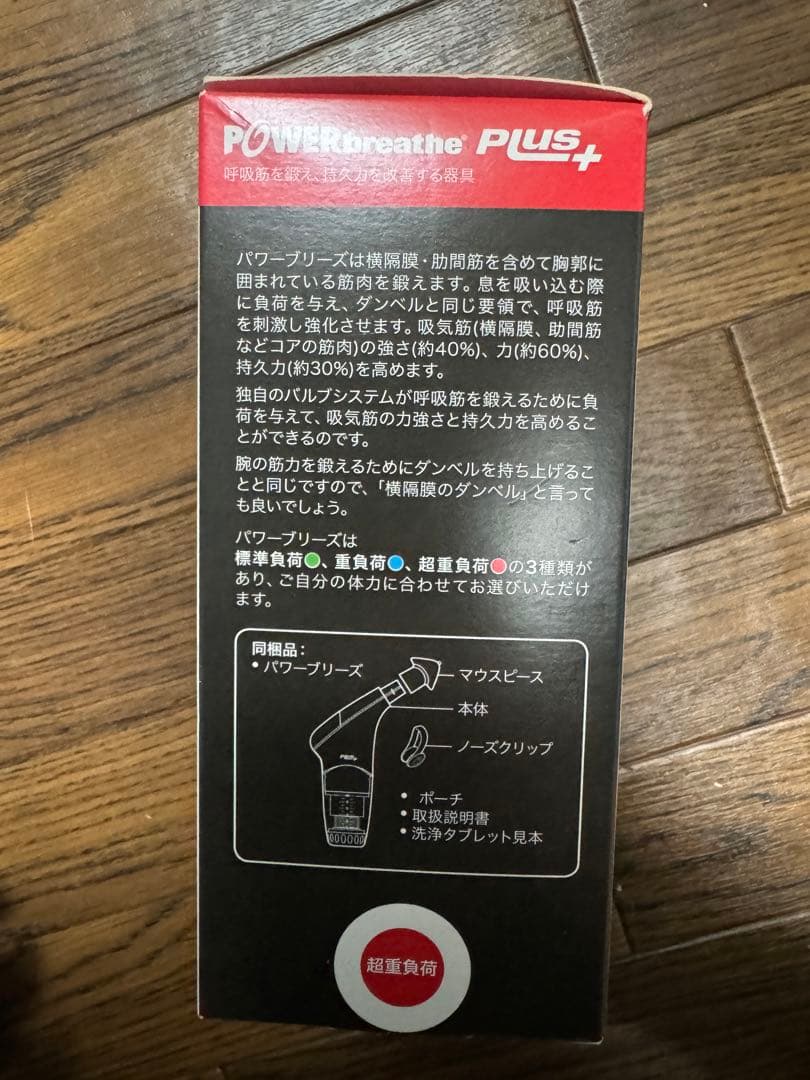 POWERbreathe® PLUS+
呼吸筋を鍛え、持久力を改善する器具
パワーブリーズは横隔膜・肋間筋を含めて胸郭に
囲まれている筋肉を鍛えます。息を吸い込む際
に負荷を与え、ダンベルと同じ要領で、呼吸筋
を刺激し強化させます。吸気筋(横隔膜、助間筋
などコアの筋肉)の強さ(約40%)、力(約60%)、
持久力(約30%)を高めます。
独自のバルブシステムが呼吸筋を鍛えるために負
荷を与えて、吸気筋の力強さと持久力を高めるこ
とができるのです。
腕の筋力を鍛えるためにダンベルを持ち上げるこ
とと同じですので、「横隔膜のダンベル」と言って
も良いでしょう。
パワーブリーズは
標準負荷●、重負荷●、超重負荷●の3種類が
あり、ご自分の体力に合わせてお選びいただけ
ます。
同梱品：
• パワーブリーズ
マウスピース
本体
ノーズクリップ
PLUS+
• ポーチ
• 取扱説明書
• 洗浄タブレット見本
超重負荷